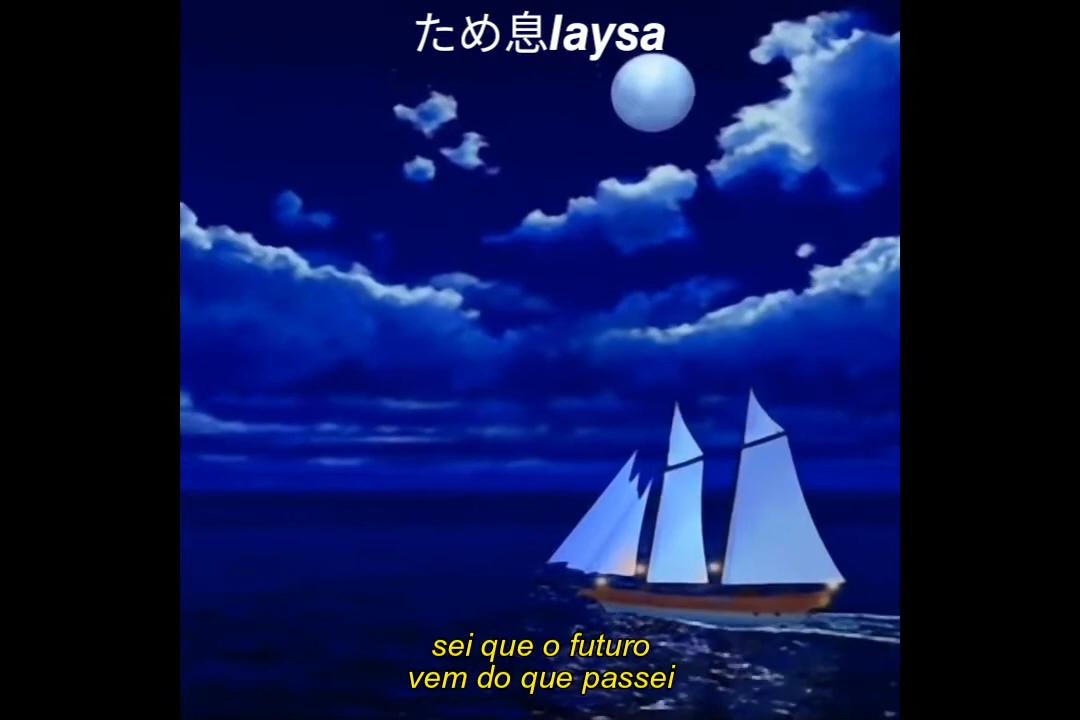 ため息laysa
sei que o futuro
vem do que passei